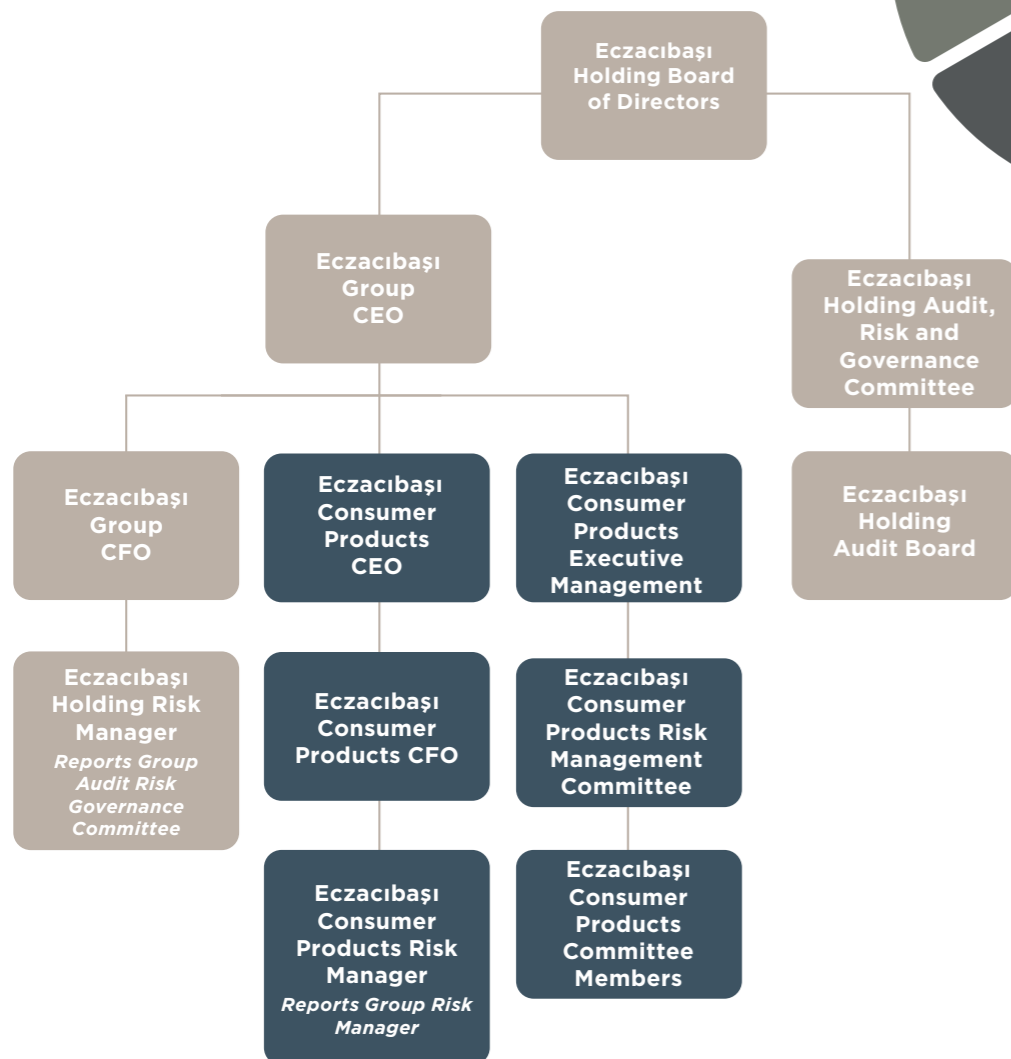 Eczacıbaşı
Holding Board
of Directors
Eczacıbaşı
Group
CEO
Eczacıbaşı
Holding Audit,
Risk and
Governance
Committee
Eczacıbaşı
Group
CFO
Eczacıbaşı
Consumer
Products
CEO
Eczacıbaşı
Consumer
Products
Executive
Management
Eczacıbaşı
Holding
Audit Board
Eczacıbaşı
Holding Risk
Manager
Reports Group
Audit Risk
Governance
Committee
Eczacıbaşı
Consumer
Products CFO
Eczacıbaşı
Consumer
Products Risk
Management
Committee
Eczacıbaşı
Consumer
Products Risk
Manager
Reports Group Risk
Manager
Eczacıbaşı
Consumer
Products
Committee
Members